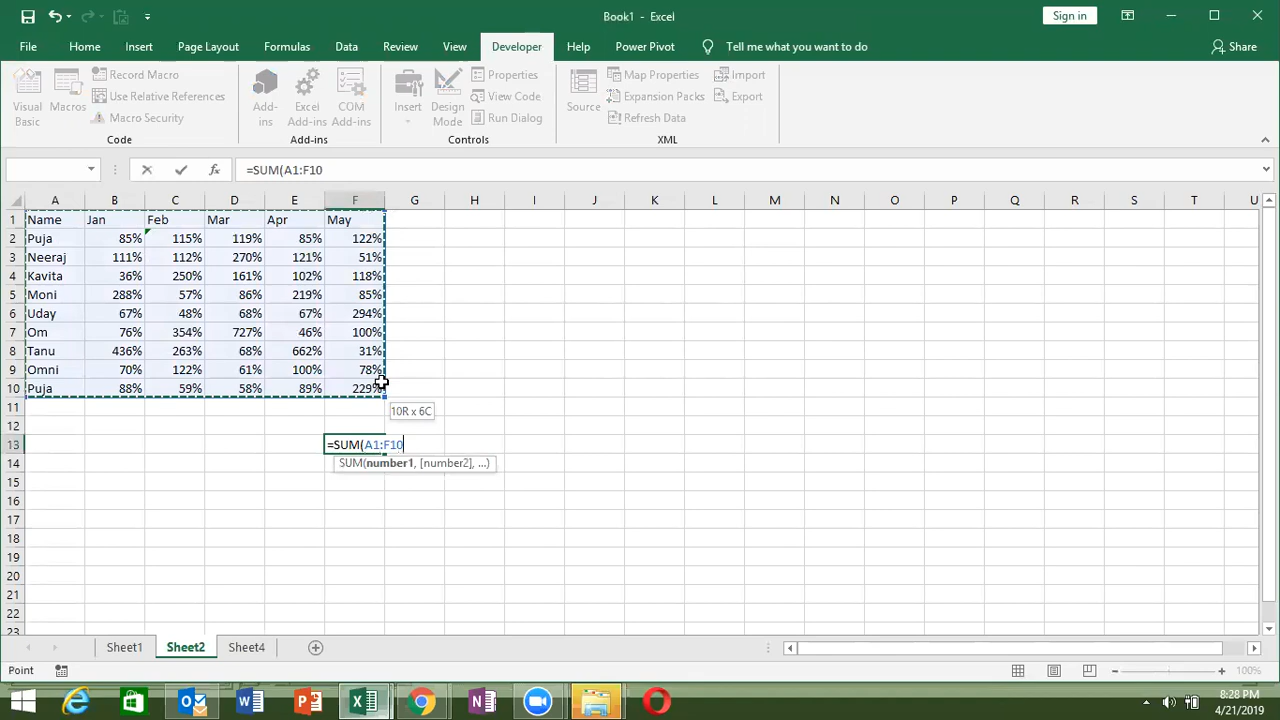 Book1 - Excel
Sign in
File Home Insert Page Layout Formulas Data Review View Developer Help Power Pivot Tell me what you want to do Share
Visual Basic
Macros
Record Macro
Use Relative References
Macro Security
Code
Add-ins
Excel Add-ins
COM Add-ins
Add-ins
Insert
Design Mode
Properties
View Code
Run Dialog
Controls
Source
Map Properties
Expansion Packs
Refresh Data
Import
Export
XML
fx =SUM(A1:F10
A B C D E F G H I J K L M N O P Q R S T U
1 Name Jan Feb Mar Apr May
2 Puja 85% 115% 119% 85% 122%
3 Neeraj 111% 112% 270% 121% 51%
4 Kavita 36% 250% 161% 102% 118%
5 Moni 288% 57% 86% 219% 85%
6 Uday 67% 48% 68% 67% 294%
7 Om 76% 354% 727% 46% 100%
8 Tanu 436% 263% 68% 662% 31%
9 Omni 70% 122% 61% 100% 78%
10 Puja 88% 59% 58% 89% 229%
11 10R x 6C
12
13 =SUM(A1:F10
14 SUM(number1, [number2], ...)
15
16
17
18
19
20
21
22
23
Sheet1 Sheet2 Sheet4
Point 100%
8:28 PM
4/21/2019